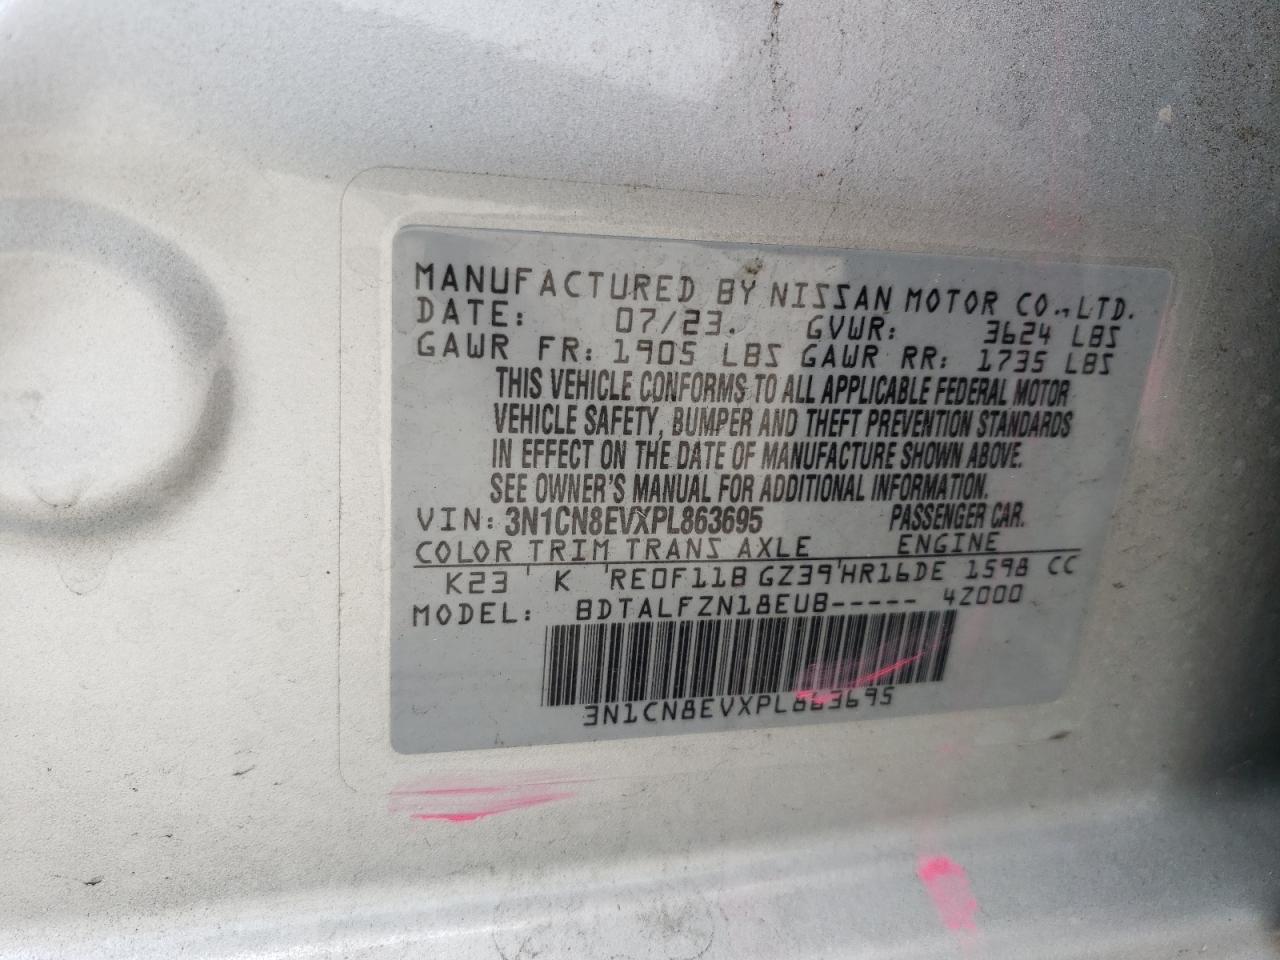 MANUFACTURED BY NISSAN MOTOR CO., LTD.
DATE: 07/23. GVWR: 3624 LBS
GAWR FR: 1905 LBS GAWR RR: 1735 LBS
THIS VEHICLE CONFORMS TO ALL APPLICABLE FEDERAL MOTOR
VEHICLE SAFETY, BUMPER AND THEFT PREVENTION STANDARDS
IN EFFECT ON THE DATE OF MANUFACTURE SHOWN ABOVE.
SEE OWNER'S MANUAL FOR ADDITIONAL INFORMATION.
VIN: 3N1CN8EVXPL863695 PASSENGER CAR.
COLOR TRIM TRANS AXLE ENGINE
K23 ' K ' RE0F11B GZ39 ' HR16DE 1598 CC
MODEL: BDTALFZN18EUB----- 4Z000
3N1CN8EVXPL863695